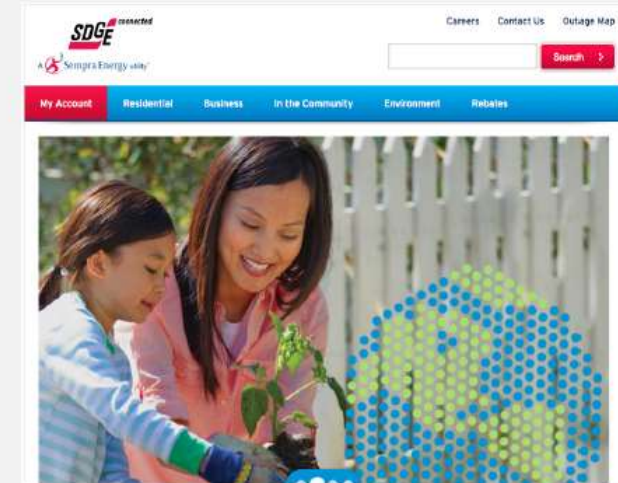 SDGE connected
A Sempra Energy utility
Careers Contact Us Outage Map
Search
My Account Residential Business In the Community Environment Rebates